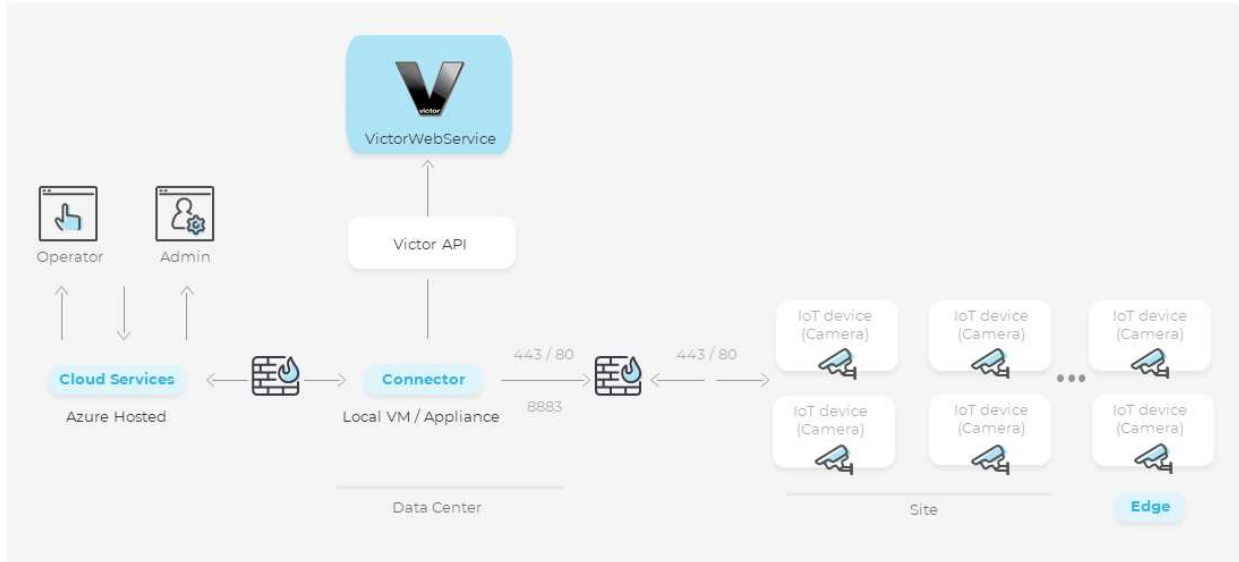 victor
VictorWebService
Victor API
Operator
Admin
Cloud Services
Azure Hosted
Connector
Local VM / Appliance
443 / 80
8883
443 / 80
IoT device
(Camera)
IoT device
(Camera)
IoT device
(Camera)
IoT device
(Camera)
IoT device
(Camera)
IoT device
(Camera)
Data Center
Site
Edge